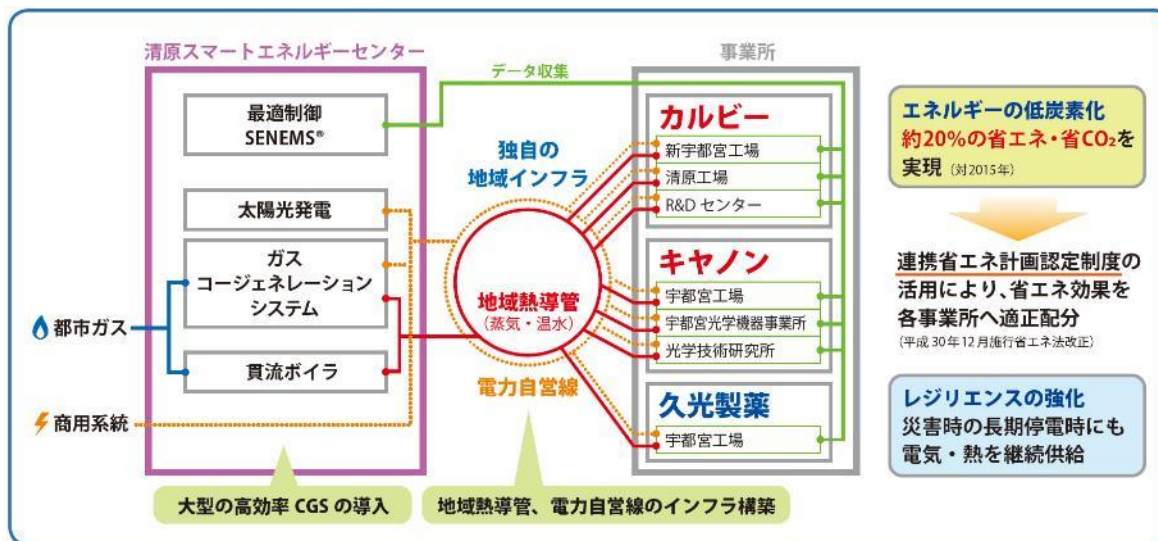 清原スマートエネルギーセンター
事業所
データ収集
最適制御
SENEMS®
太陽光発電
ガス
コージェネレーション
システム
貫流ボイラ
都市ガス
商用系統
独自の
地域インフラ
地域熱導管
(蒸気・温水)
電力自営線
カルビー
新宇都宮工場
清原工場
R&D センター
キヤノン
宇都宮工場
宇都宮光学機器事業所
光学技術研究所
久光製薬
宇都宮工場
大型の高効率 CGS の導入
地域熱導管、電力自営線のインフラ構築
エネルギーの低炭素化
約20%の省エネ・省CO₂を
実現 (対2015年)
連携省エネ計画認定制度の
活用により、省エネ効果を
各事業所へ適正配分
(平成30年12月施行省エネ法改正)
レジリエンスの強化
災害時の長期停電時にも
電気・熱を継続供給